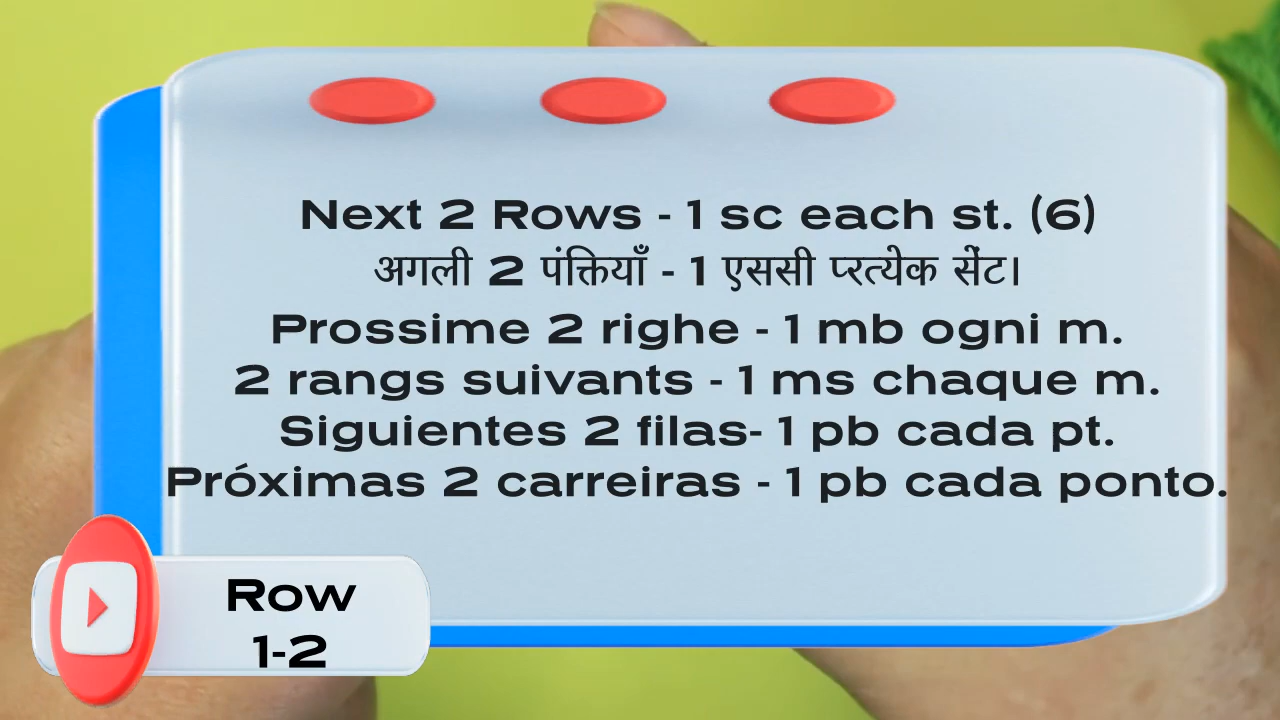 Next 2 Rows - 1 sc each st. (6)
अगली 2 पंक्तियाँ - 1 एससी प्रत्येक सेंट।
Prossime 2 righe - 1 mb ogni m.
2 rangs suivants - 1 ms chaque m.
Siguientes 2 filas- 1 pb cada pt.
Próximas 2 carreiras - 1 pb cada ponto.
Row
1-2